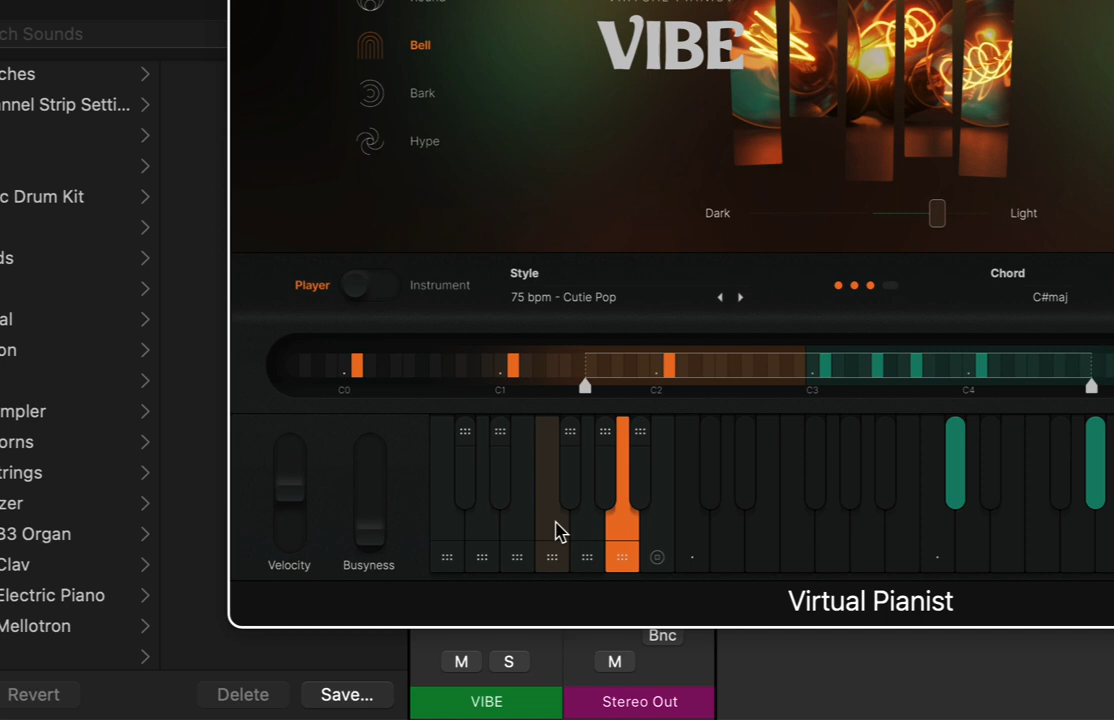 ch Sounds
ches
annel Strip Setti...
c Drum Kit
ds
al
on
mpler
orns
trings
zer
B3 Organ
Clav
Electric Piano
Mellotron
Revert
Delete
Save...
VIBE
Bell
Bark
Hype
Dark
Light
Player
Instrument
Style
75 bpm - Cutie Pop
Chord
C#maj
C0
C1
C2
C3
C4
Velocity
Busyness
Virtual Pianist
Bnc
M
S
M
VIBE
Stereo Out